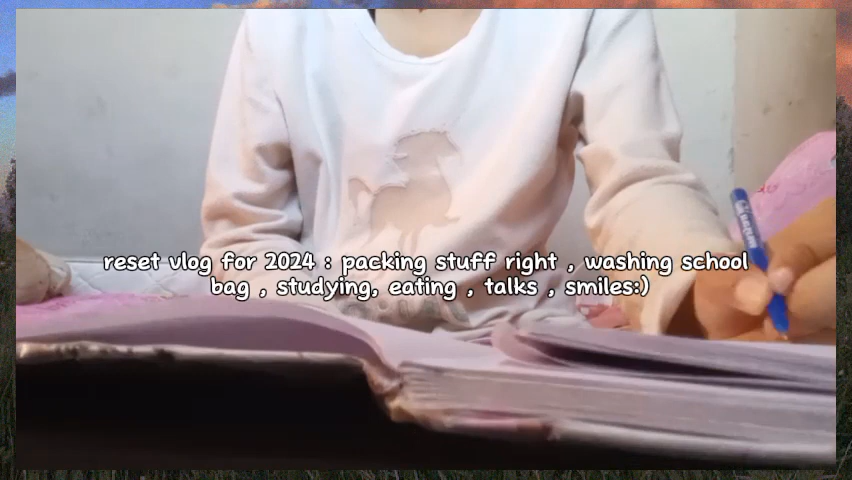 reset vlog for 2024 : packing stuff right , washing school
bag , studying, eating , talks , smiles:)